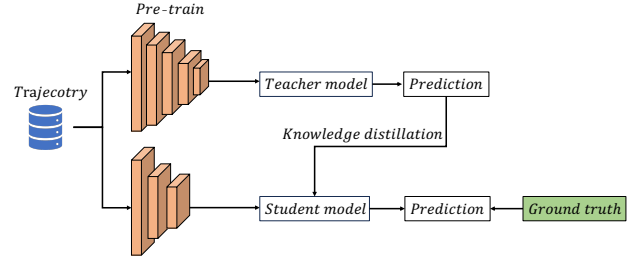 Pre-train
Trajecotry
Teacher model
Prediction
Knowledge distillation
Student model
Prediction
Ground truth